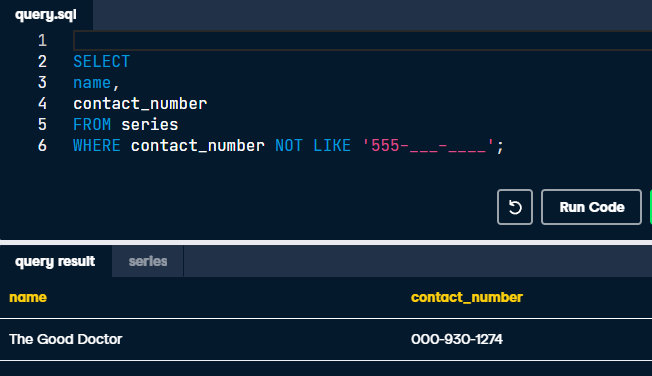 query.sql
1
2 SELECT
3 name,
4 contact_number
5 FROM series
6 WHERE contact_number NOT LIKE '555-___-____';
Run Code
query result series
name contact_number
The Good Doctor 000-930-1274